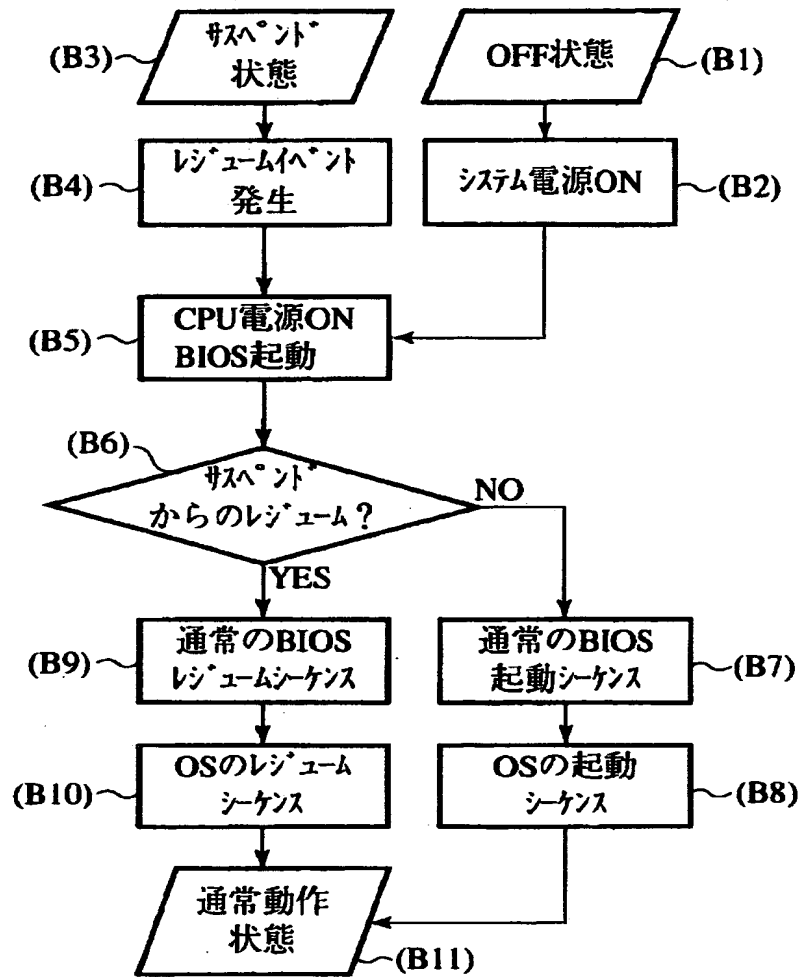 (B3)
ｻｽﾍﾟﾝﾄﾞ
状態
OFF状態
(B1)
(B4)
ﾚｼﾞｭｰﾑｲﾍﾞﾝﾄ
発生
ｼｽﾃﾑ電源ON
(B2)
(B5)
CPU電源ON
BIOS起動
(B6)
ｻｽﾍﾟﾝﾄﾞ
からのﾚｼﾞｭｰﾑ?
NO
YES
(B9)
通常のBIOS
ﾚｼﾞｭｰﾑｼｰｹﾝｽ
通常のBIOS
起動ｼｰｹﾝｽ
(B7)
(B10)
OSのﾚｼﾞｭｰﾑ
ｼｰｹﾝｽ
OSの起動
ｼｰｹﾝｽ
(B8)
通常動作
状態
(B11)